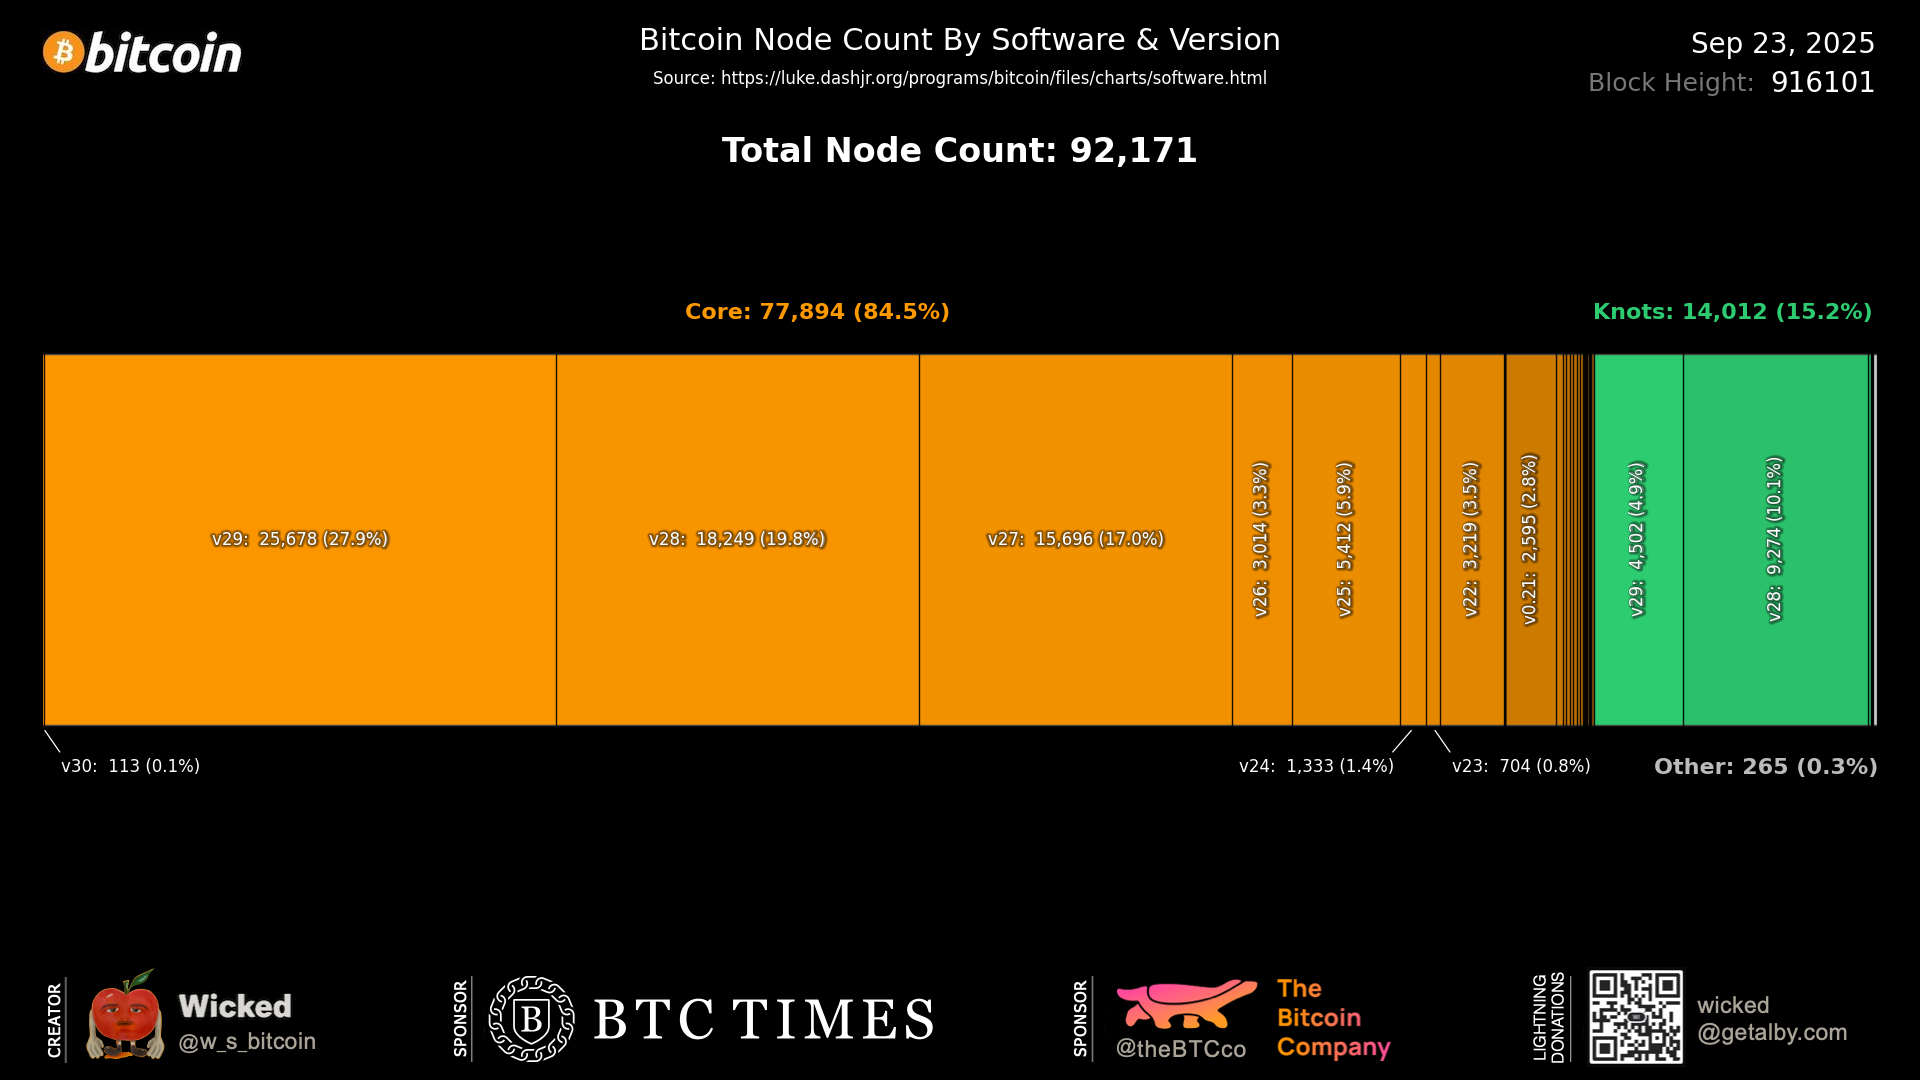 bitcoin
Bitcoin Node Count By Software & Version
Source: https://luke.dashjr.org/programs/bitcoin/files/charts/software.html
Sep 23, 2025
Block Height: 916101
Total Node Count: 92,171
Core: 77,894 (84.5%)
Knots: 14,012 (15.2%)
v29: 25,678 (27.9%)
v28: 18,249 (19.8%)
v27: 15,696 (17.0%)
v26: 3,014 (3.3%)
v25: 5,412 (5.9%)
v22: 3,219 (3.5%)
v0.21: 2,595 (2.8%)
v29: 4,502 (4.9%)
v28: 9,274 (10.1%)
v30: 113 (0.1%)
v24: 1,333 (1.4%)
v23: 704 (0.8%)
Other: 265 (0.3%)
CREATOR
Wicked
@w_s_bitcoin
SPONSOR
B
BTC TIMES
SPONSOR
@theBTCco
The
Bitcoin
Company
LIGHTNING
DONATIONS
wicked
@getalby.com